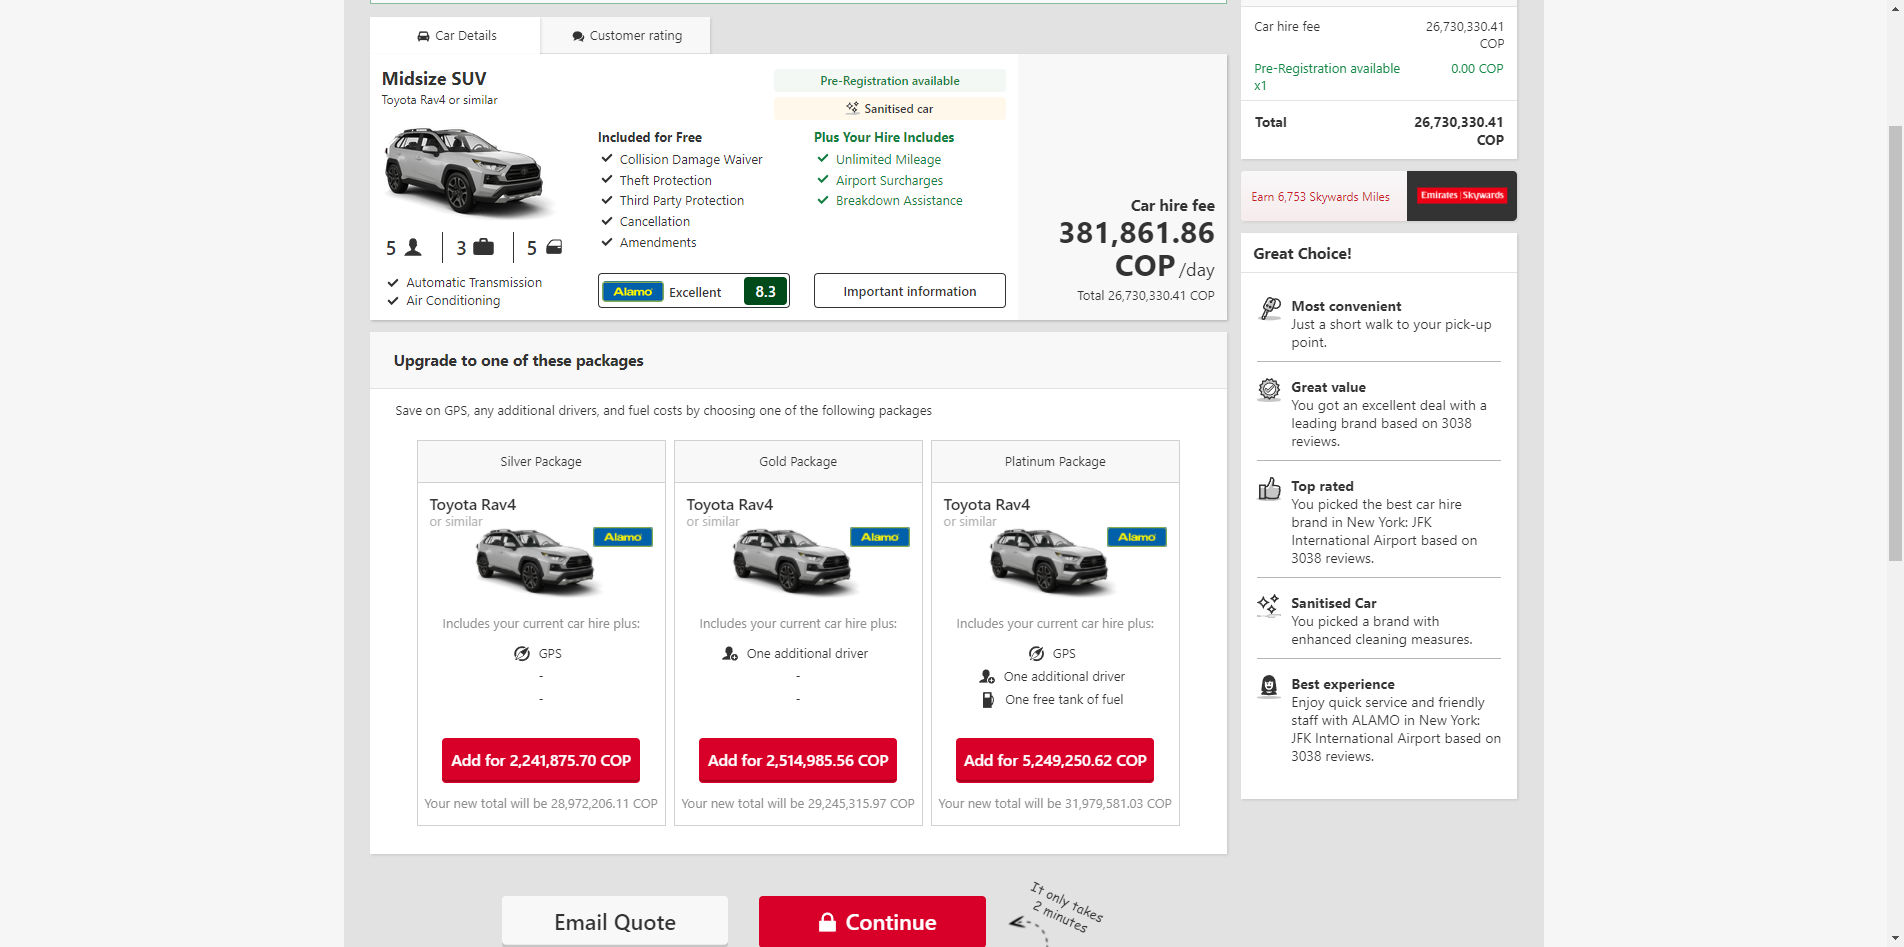 Car Details
Customer rating
Midsize SUV
Toyota Rav4 or similar
5
3
5
Automatic Transmission
Air Conditioning
Pre-Registration available
Sanitised car
Included for Free
Collision Damage Waiver
Theft Protection
Third Party Protection
Cancellation
Amendments
Plus Your Hire Includes
Unlimited Mileage
Airport Surcharges
Breakdown Assistance
Alamo
Excellent
8.3
Important information
Car hire fee
381,861.86
COP /day
Total 26,730,330.41 COP
Upgrade to one of these packages
Save on GPS, any additional drivers, and fuel costs by choosing one of the following packages
Silver Package
Toyota Rav4
or similar
Alamo
Includes your current car hire plus:
GPS
-
-
Add for 2,241,875.70 COP
Your new total will be 28,972,206.11 COP
Gold Package
Toyota Rav4
or similar
Alamo
Includes your current car hire plus:
One additional driver
-
-
Add for 2,514,985.56 COP
Your new total will be 29,245,315.97 COP
Platinum Package
Toyota Rav4
or similar
Alamo
Includes your current car hire plus:
GPS
One additional driver
One free tank of fuel
Add for 5,249,250.62 COP
Your new total will be 31,979,581.03 COP
Email Quote
Continue
It only takes
2 minutes
Car hire fee
26,730,330.41
COP
Pre-Registration available
x1
0.00 COP
Total
26,730,330.41
COP
Earn 6,753 Skywards Miles
Emirates | Skywards
Great Choice!
Most convenient
Just a short walk to your pick-up
point.
Great value
You got an excellent deal with a
leading brand based on 3038
reviews.
Top rated
You picked the best car hire
brand in New York: JFK
International Airport based on
3038 reviews.
Sanitised Car
You picked a brand with
enhanced cleaning measures.
Best experience
Enjoy quick service and friendly
staff with ALAMO in New York:
JFK International Airport based on
3038 reviews.